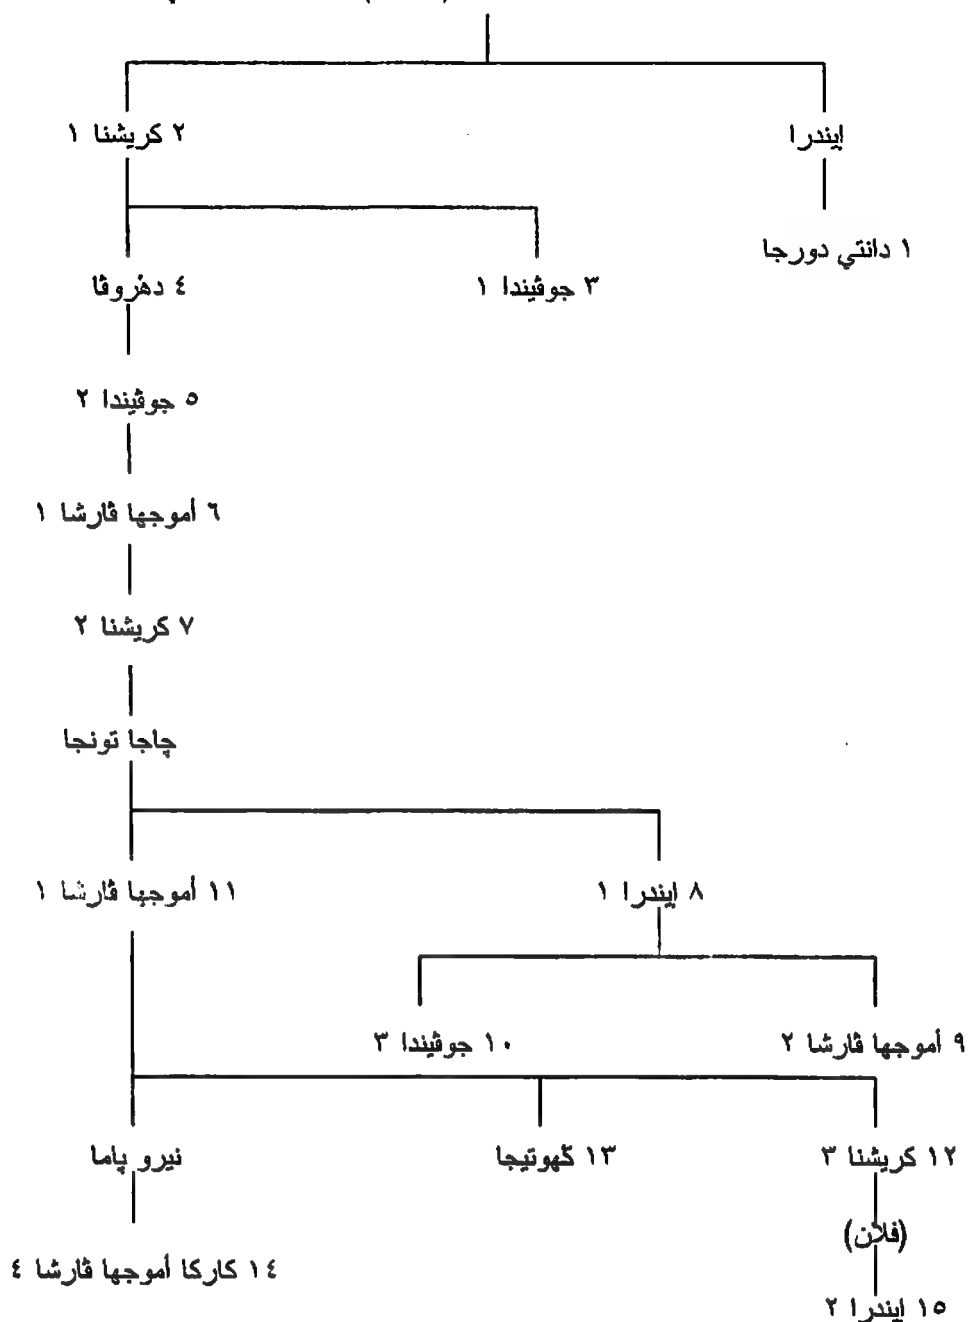 ايندرا
٢ كريشنا ١
١ دانتي دورجا
٣ جوڤيندا ١
٤ دهروڤا
٥ جوڤيندا ٢
٦ أموجها ڤارشا ١
٧ كريشنا ٢
چاجا تونجا
٨ ايندرا ١
١١ أموجها ڤارشا ١
٩ أموجها ڤارشا ٢
١٠ جوڤيندا ٣
١٢ كريشنا ٣
١٣ گهوتيجا
نيرو پاما
(فلان)
١٤ كاركا أموجها ڤارشا ٤
١٥ ايندرا ٢